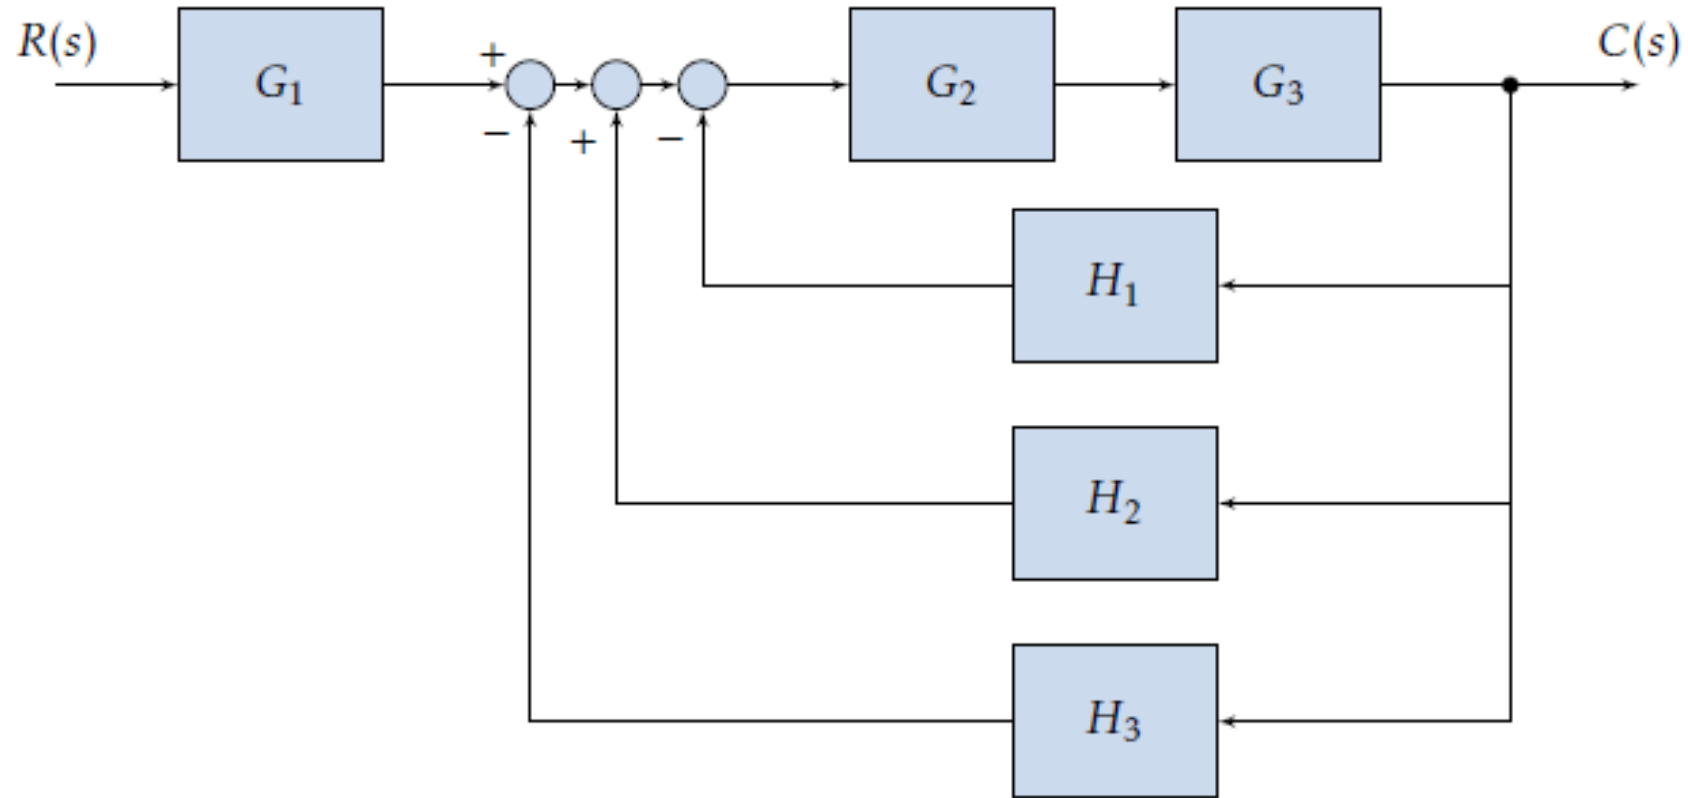 R(s)
G₁
+
−
+
−
G₂
G₃
C(s)
H₁
H₂
H₃